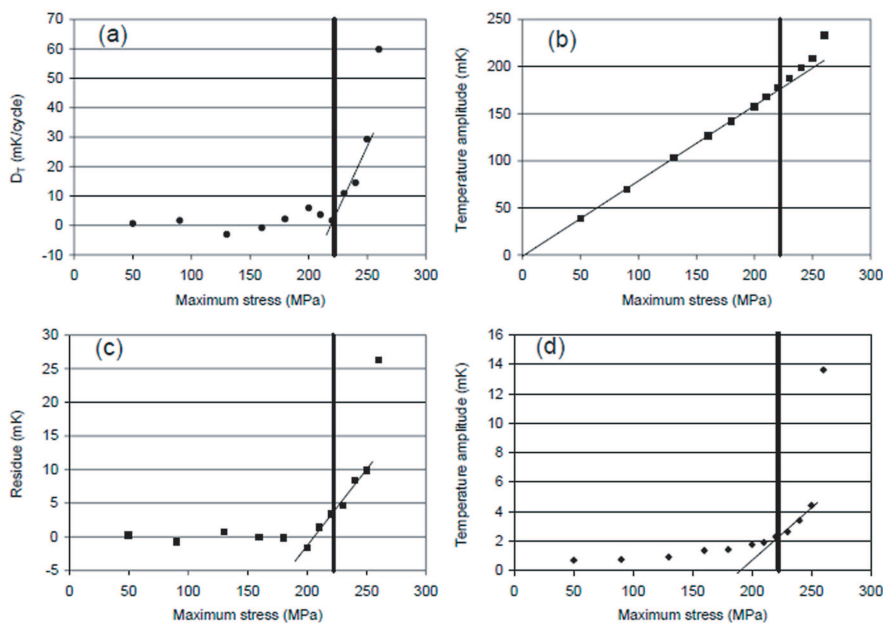 (a)
D_T (mK/cycle)
70
60
50
40
30
20
10
0
-10
0 50 100 150 200 250 300
Maximum stress (MPa)
(b)
Temperature amplitude (mK)
250
200
150
100
50
0
0 50 100 150 200 250 300
Maximum stress (MPa)
(c)
Residue (mK)
30
25
20
15
10
5
0
-5
0 50 100 150 200 250 300
Maximum stress (MPa)
(d)
Temperature amplitude (mK)
16
14
12
10
8
6
4
2
0
0 50 100 150 200 250 300
Maximum stress (MPa)